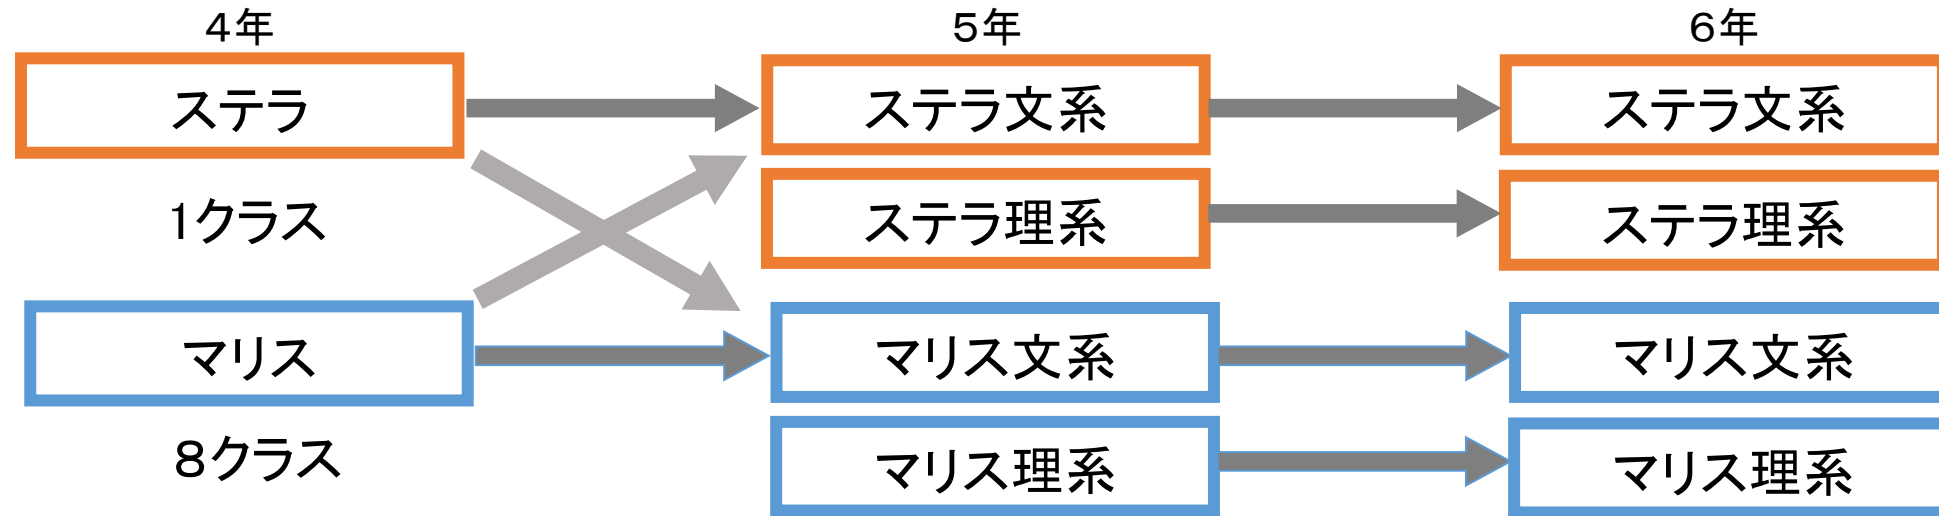 ４年
５年
６年
ステラ
ステラ文系
ステラ文系
1クラス
ステラ理系
ステラ理系
マリス
マリス文系
マリス文系
８クラス
マリス理系
マリス理系